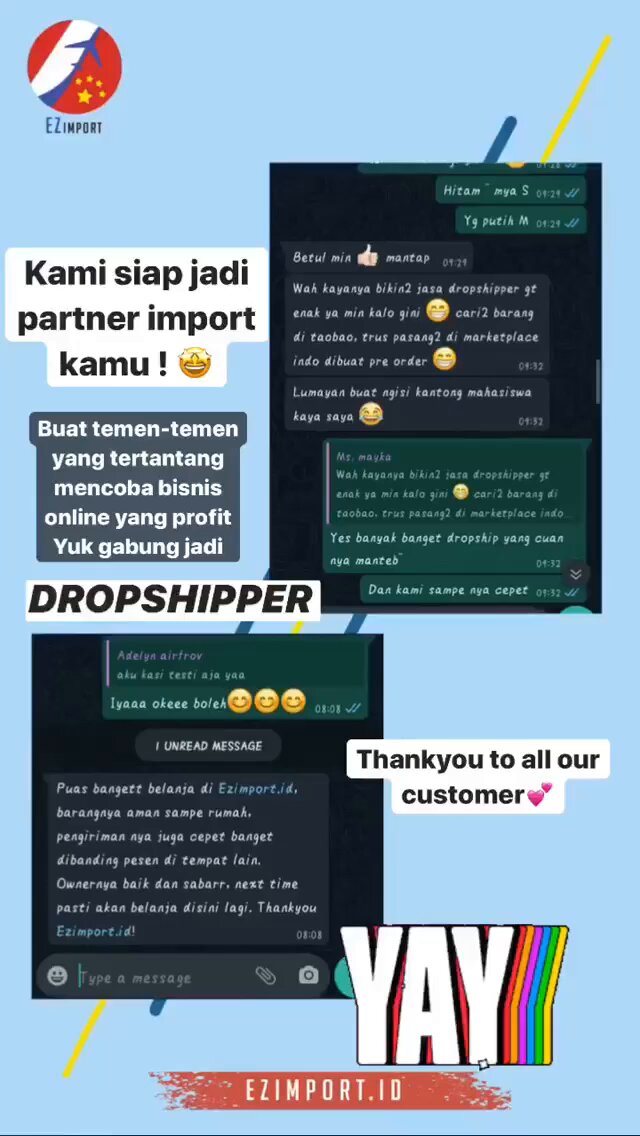 EZIMPORT
Hitam" mya S 09:29
Yg putih M 09:29
Betul min 👍🏻 mantap 09:29
Wah kayanya bikin2 jasa dropshipper gt
enak ya min kalo gini 😁 cari2 barang
di taobao, trus pasang2 di marketplace
indo dibuat pre order 😁
09:32
Lumayan buat ngisi kantong mahasiswa
kaya saya 😂 09:32
Ms. mayka
Wah kayanya bikin2 jasa dropshipper gt
enak ya min kalo gini 😁 cari2 barang di
taobao, trus pasang2 di marketplace indo...
Yes banyak banget dropship yang cuan
nya manteb" 09:32
Dan kami sampe nya cepet 09:32
Kami siap jadi
partner import
kamu ! 🤩
Buat temen-temen
yang tertantang
mencoba bisnis
online yang profit
Yuk gabung jadi
DROPSHIPPER
Adelyn airfrov
aku kasi testi aja yaa
Iyaaa okeee boleh😊😊😊 08:08
1 UNREAD MESSAGE
Puas bangett belanja di Ezimport.id,
barangnya aman sampe rumah,
pengiriman nya juga cepet banget
dibanding pesen di tempat lain.
Ownernya baik dan sabarr, next time
pasti akan belanja disini lagi. Thankyou
Ezimport.id! 08:08
Type a message
Thankyou to all our
customer💕
YAY
EZIMPORT.ID